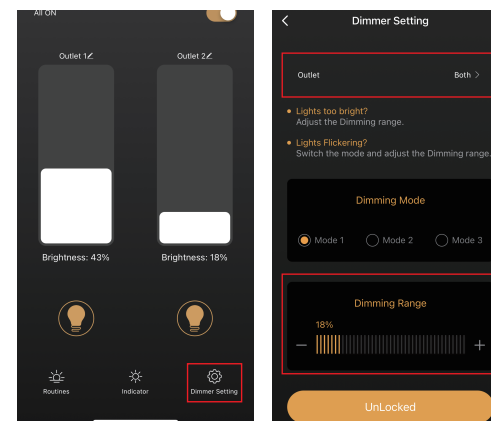 All ON
Outlet 1
Outlet 2
Brightness: 43%
Brightness: 18%
Routines
Indicator
Dimmer Setting
Dimmer Setting
Outlet
Both >
Lights too bright?
Adjust the Dimming range.
Lights Flickering?
Switch the mode and adjust the Dimming range.
Dimming Mode
Mode 1
Mode 2
Mode 3
Dimming Range
18%
UnLocked